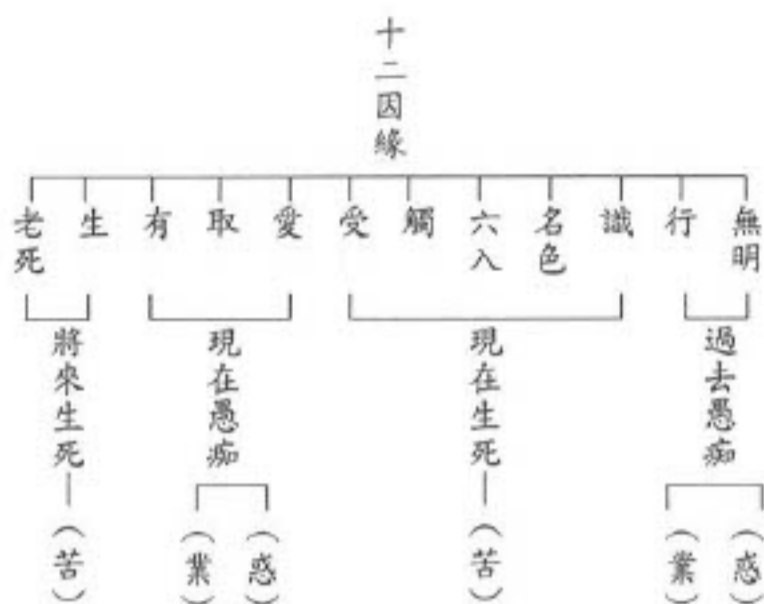 十二因緣
無明
行
識
名色
六入
觸
受
愛
取
有
生
老死
過去愚痴
現在生死
現在愚痴
將來生死
（惑）
（業）
（苦）
（惑）
（業）
（苦）